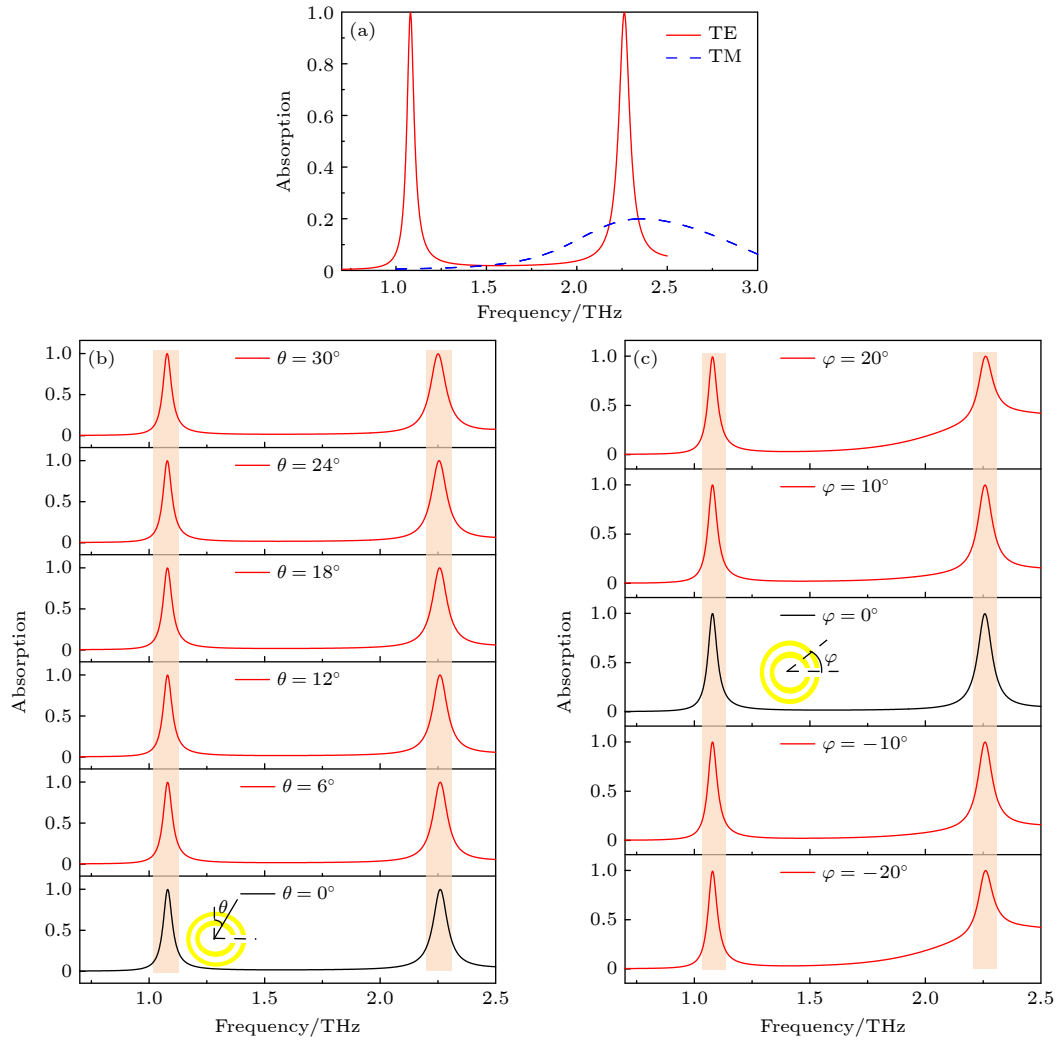 (a)
TE
TM
1.0
0.8
0.6
0.4
0.2
0
Absorption
1.0 1.5 2.0 2.5 3.0
Frequency/THz
(b)
θ = 30°
1.0
0.5
0
θ = 24°
1.0
0.5
0
θ = 18°
1.0
0.5
0
θ = 12°
1.0
0.5
0
θ = 6°
1.0
0.5
0
θ = 0°
θ
1.0
0.5
0
Absorption
1.0 1.5 2.0 2.5
Frequency/THz
(c)
φ = 20°
1.0
0.5
0
φ = 10°
1.0
0.5
0
φ = 0°
φ
1.0
0.5
0
φ = −10°
1.0
0.5
0
φ = −20°
1.0
0.5
0
Absorption
1.0 1.5 2.0 2.5
Frequency/THz